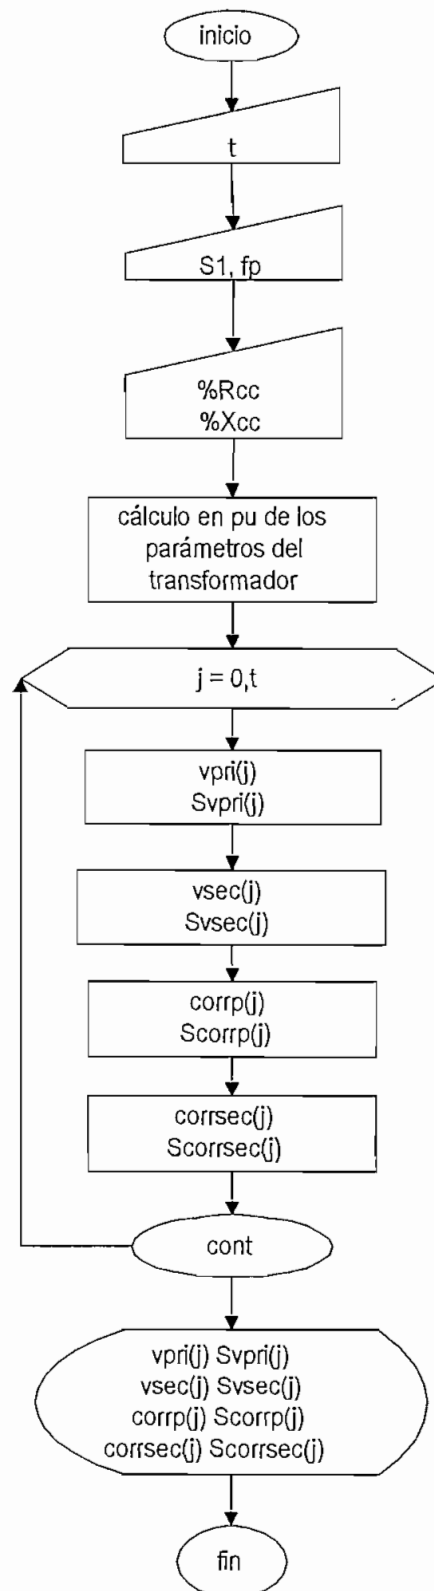 inicio
t
S1, fp
%Rcc
%Xcc
cálculo en pu de los
parámetros del
transformador
j = 0,t
vpri(j)
Svpri(j)
vsec(j)
Svsec(j)
corrp(j)
Scorrp(j)
corrsec(j)
Scorrsec(j)
cont
vpri(j) Svpri(j)
vsec(j) Svsec(j)
corrp(j) Scorrp(j)
corrsec(j) Scorrsec(j)
fin